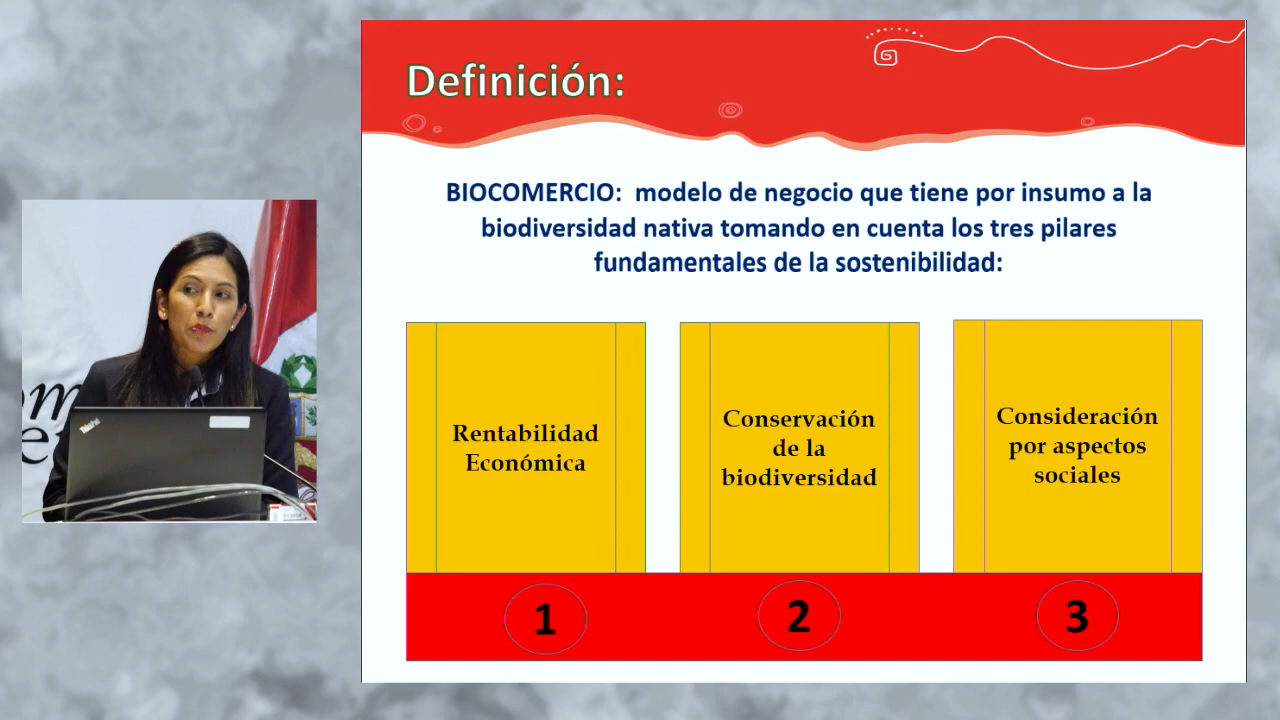 Definición:
BIOCOMERCIO: modelo de negocio que tiene por insumo a la
biodiversidad nativa tomando en cuenta los tres pilares
fundamentales de la sostenibilidad:
Rentabilidad
Económica
Conservación
de la
biodiversidad
Consideración
por aspectos
sociales
1
2
3
ThinkPad